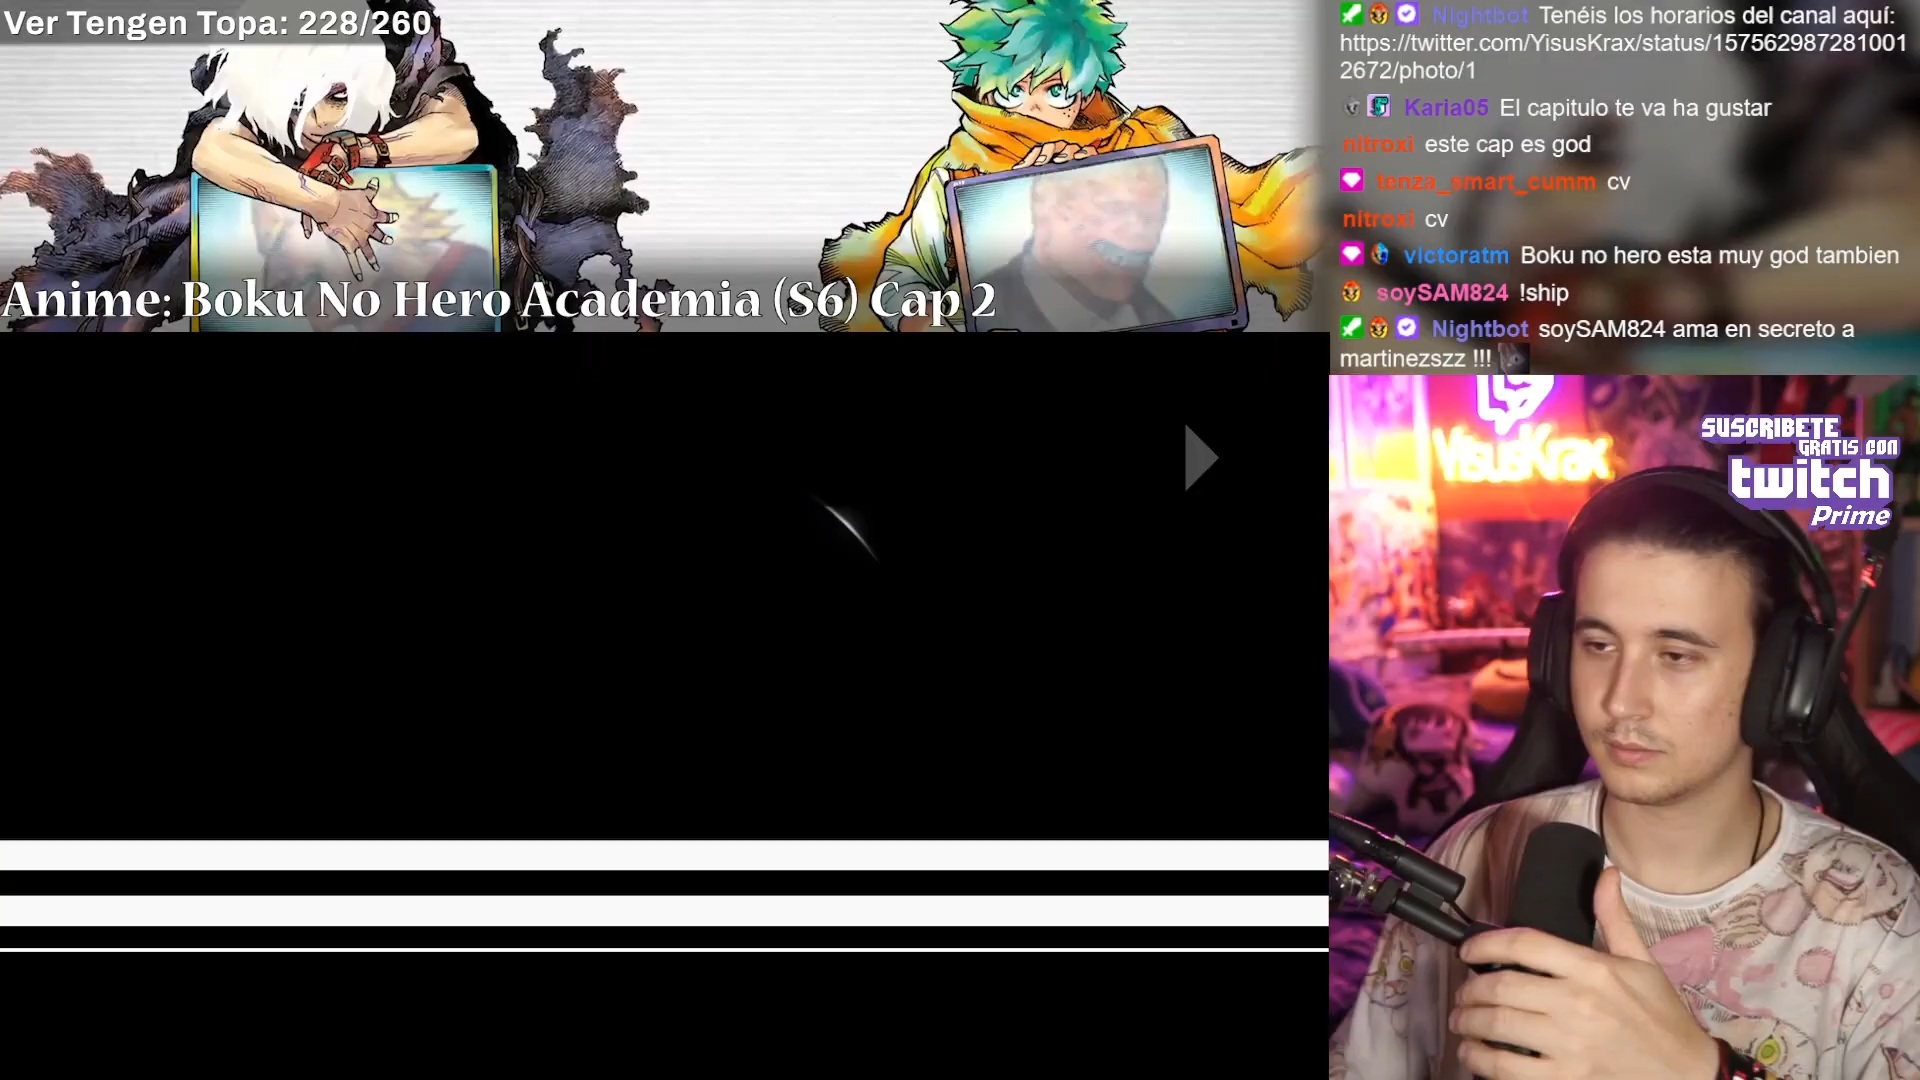 Ver Tengen Topa: 228/260
Anime: Boku No Hero Academia (S6) Cap 2
Nightbot Tenéis los horarios del canal aquí:
https://twitter.com/YisusKrax/status/157562987281001
2672/photo/1
Karia05 El capitulo te va ha gustar
nitroxi este cap es god
tenza_smart_cumm cv
nitroxi cv
victoratm Boku no hero esta muy god tambien
soySAM824 !ship
Nightbot soySAM824 ama en secreto a
martinezszz !!!
YisusKrax
SUSCRIBETE
GRATIS CON
twitch
Prime